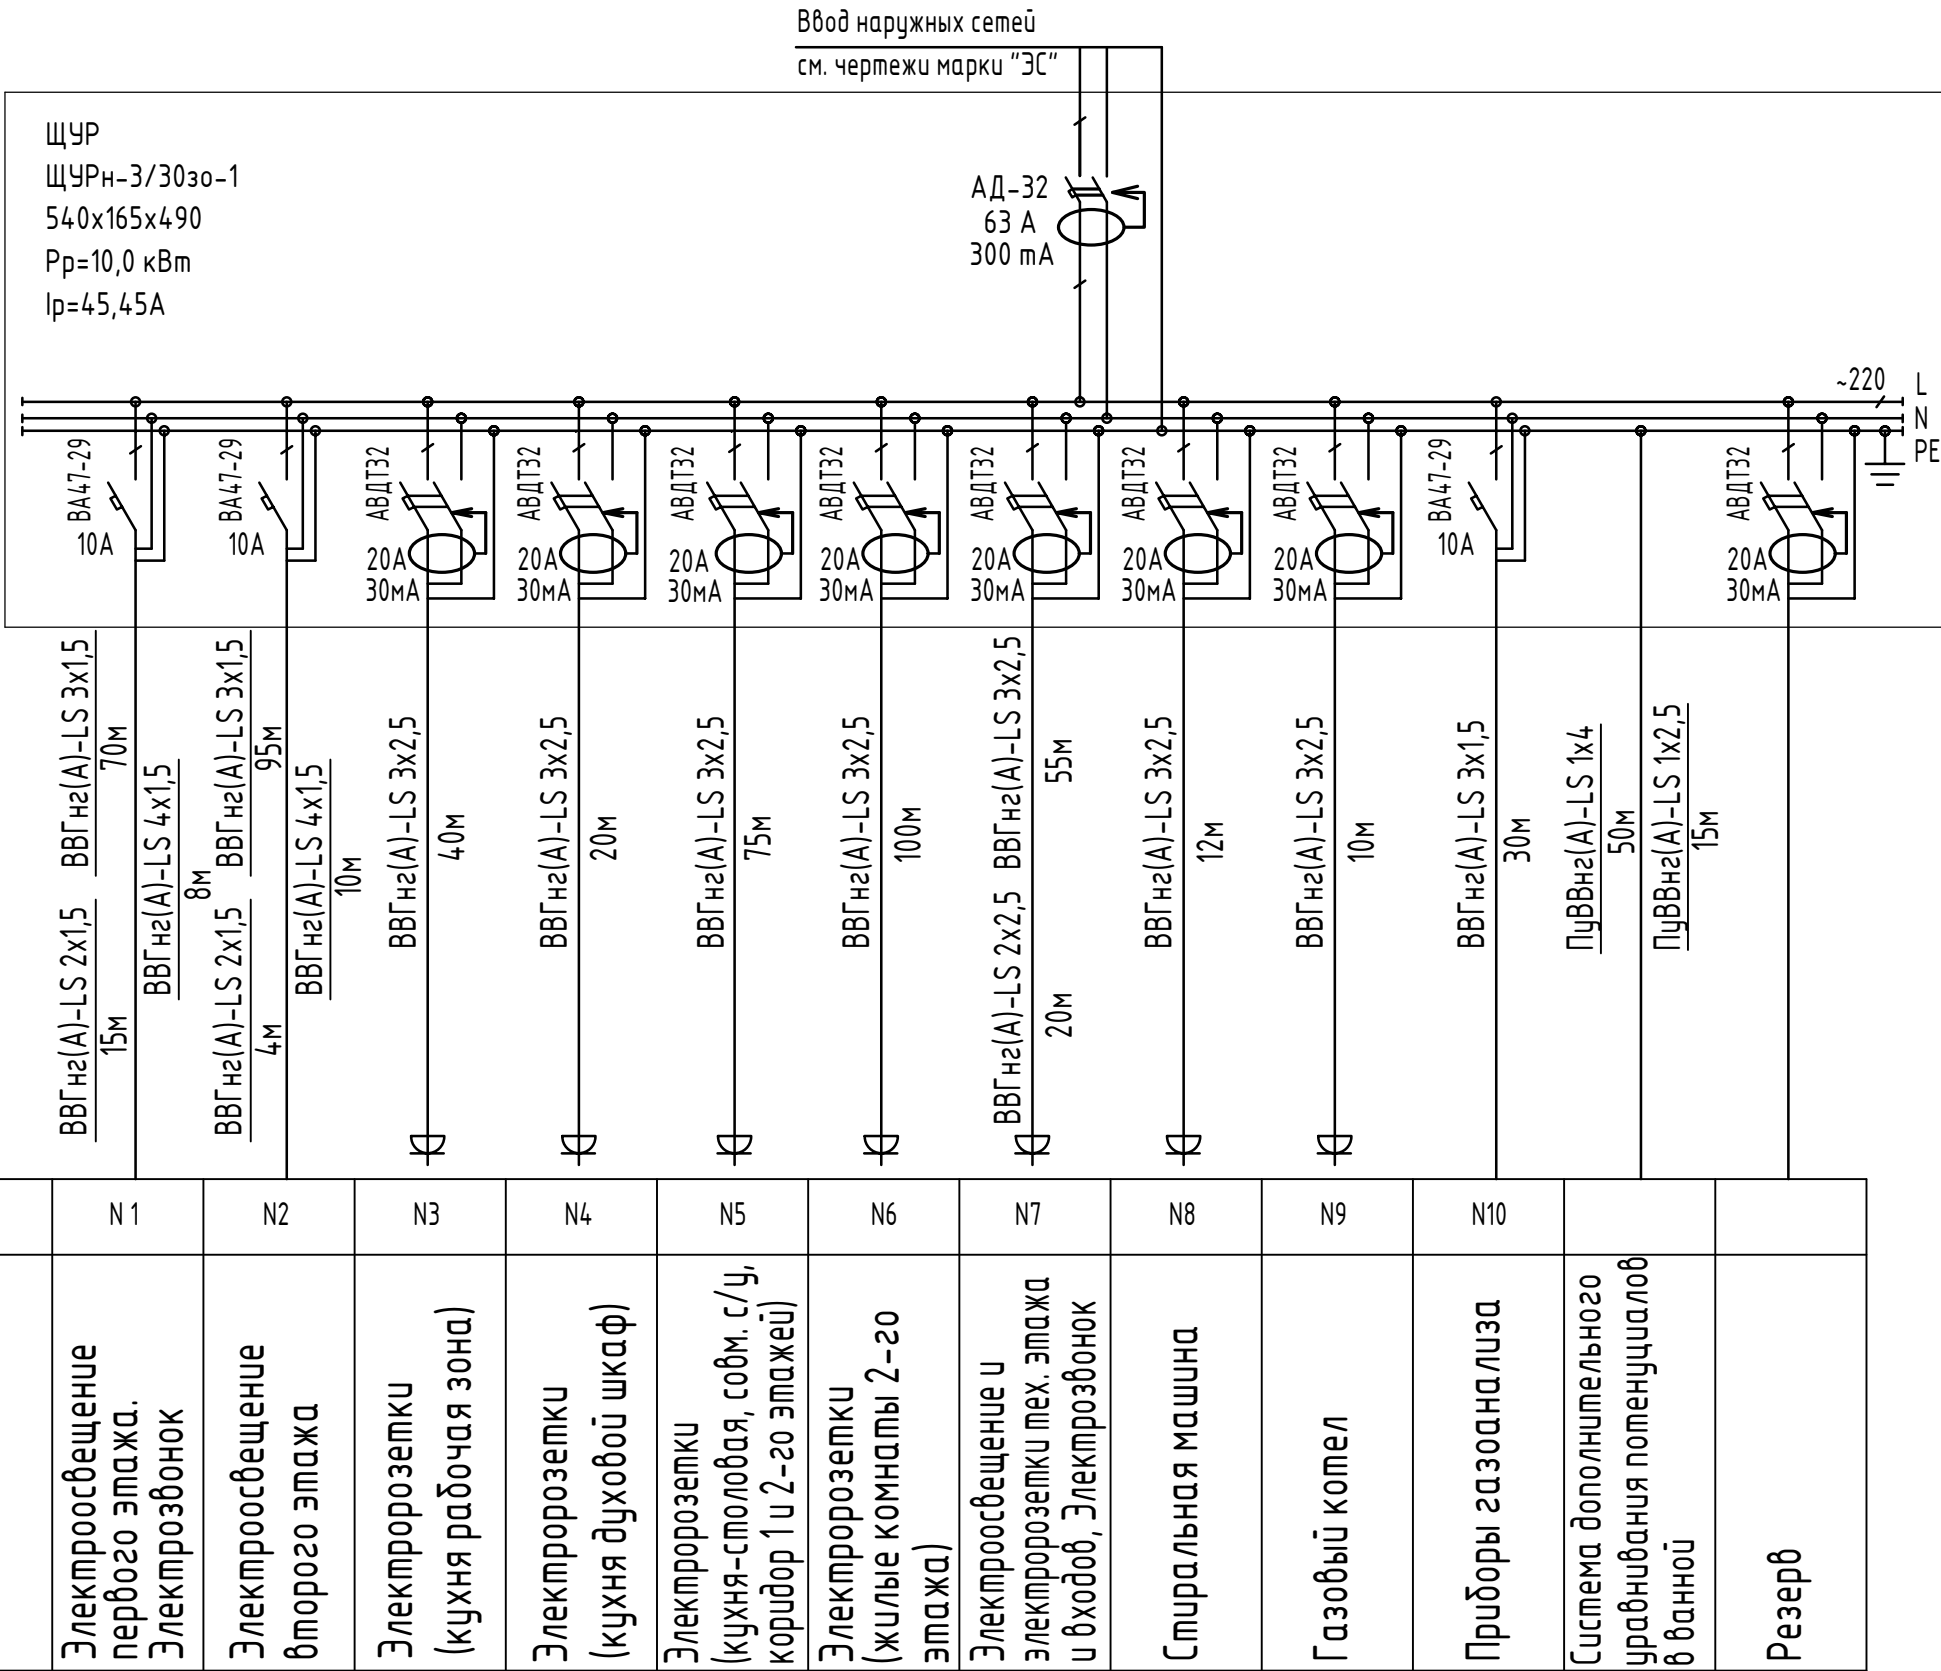 Ввод наружных сетей
см. чертежи марки "ЭС"
ЩУР
ЩУРн-3/30зо-1
540х165х490
Рр=10,0 кВт
Iр=45,45А
АД-32
63 А
300 mA
~220
L
N
PE
ВА47-29
10А
ВА47-29
10А
АВДТ32
20А
30мА
АВДТ32
20А
30мА
АВДТ32
20А
30мА
АВДТ32
20А
30мА
АВДТ32
20А
30мА
АВДТ32
20А
30мА
АВДТ32
20А
30мА
ВА47-29
10А
АВДТ32
20А
30мА
ВВГнг(А)-LS 2х1,5
15м
ВВГнг(А)-LS 3х1,5
70м
ВВГнг(А)-LS 4х1,5
8м
ВВГнг(А)-LS 2х1,5
4м
ВВГнг(А)-LS 3х1,5
95м
ВВГнг(А)-LS 4х1,5
10м
ВВГнг(А)-LS 3х2,5
40м
ВВГнг(А)-LS 3х2,5
20м
ВВГнг(А)-LS 3х2,5
75м
ВВГнг(А)-LS 3х2,5
100м
ВВГнг(А)-LS 2х2,5
20м
ВВГнг(А)-LS 3х2,5
55м
ВВГнг(А)-LS 3х2,5
12м
ВВГнг(А)-LS 3х2,5
10м
ВВГнг(А)-LS 3х1,5
30м
ПуВВнг(А)-LS 1х4
50м
ПуВВнг(А)-LS 1х2,5
15м
N 1
N2
N3
N4
N5
N6
N7
N8
N9
N10
Электроосвещение
первого этажа.
Электрозвонок
Электроосвещение
второго этажа
Электророзетки
(кухня рабочая зона)
Электророзетки
(кухня духовой шкаф)
Электророзетки
(кухня-столовая, совм. с/у,
коридор 1 и 2-го этажей)
Электророзетки
(жилые комнаты 2-го
этажа)
Электроосвещение и
электророзетки тех. этажа
и входов, Электрозвонок
Стиральная машина
Газовый котел
Приборы газоанализа
Система дополнительного
уравнивания потенуциалов
в ванной
Резерв